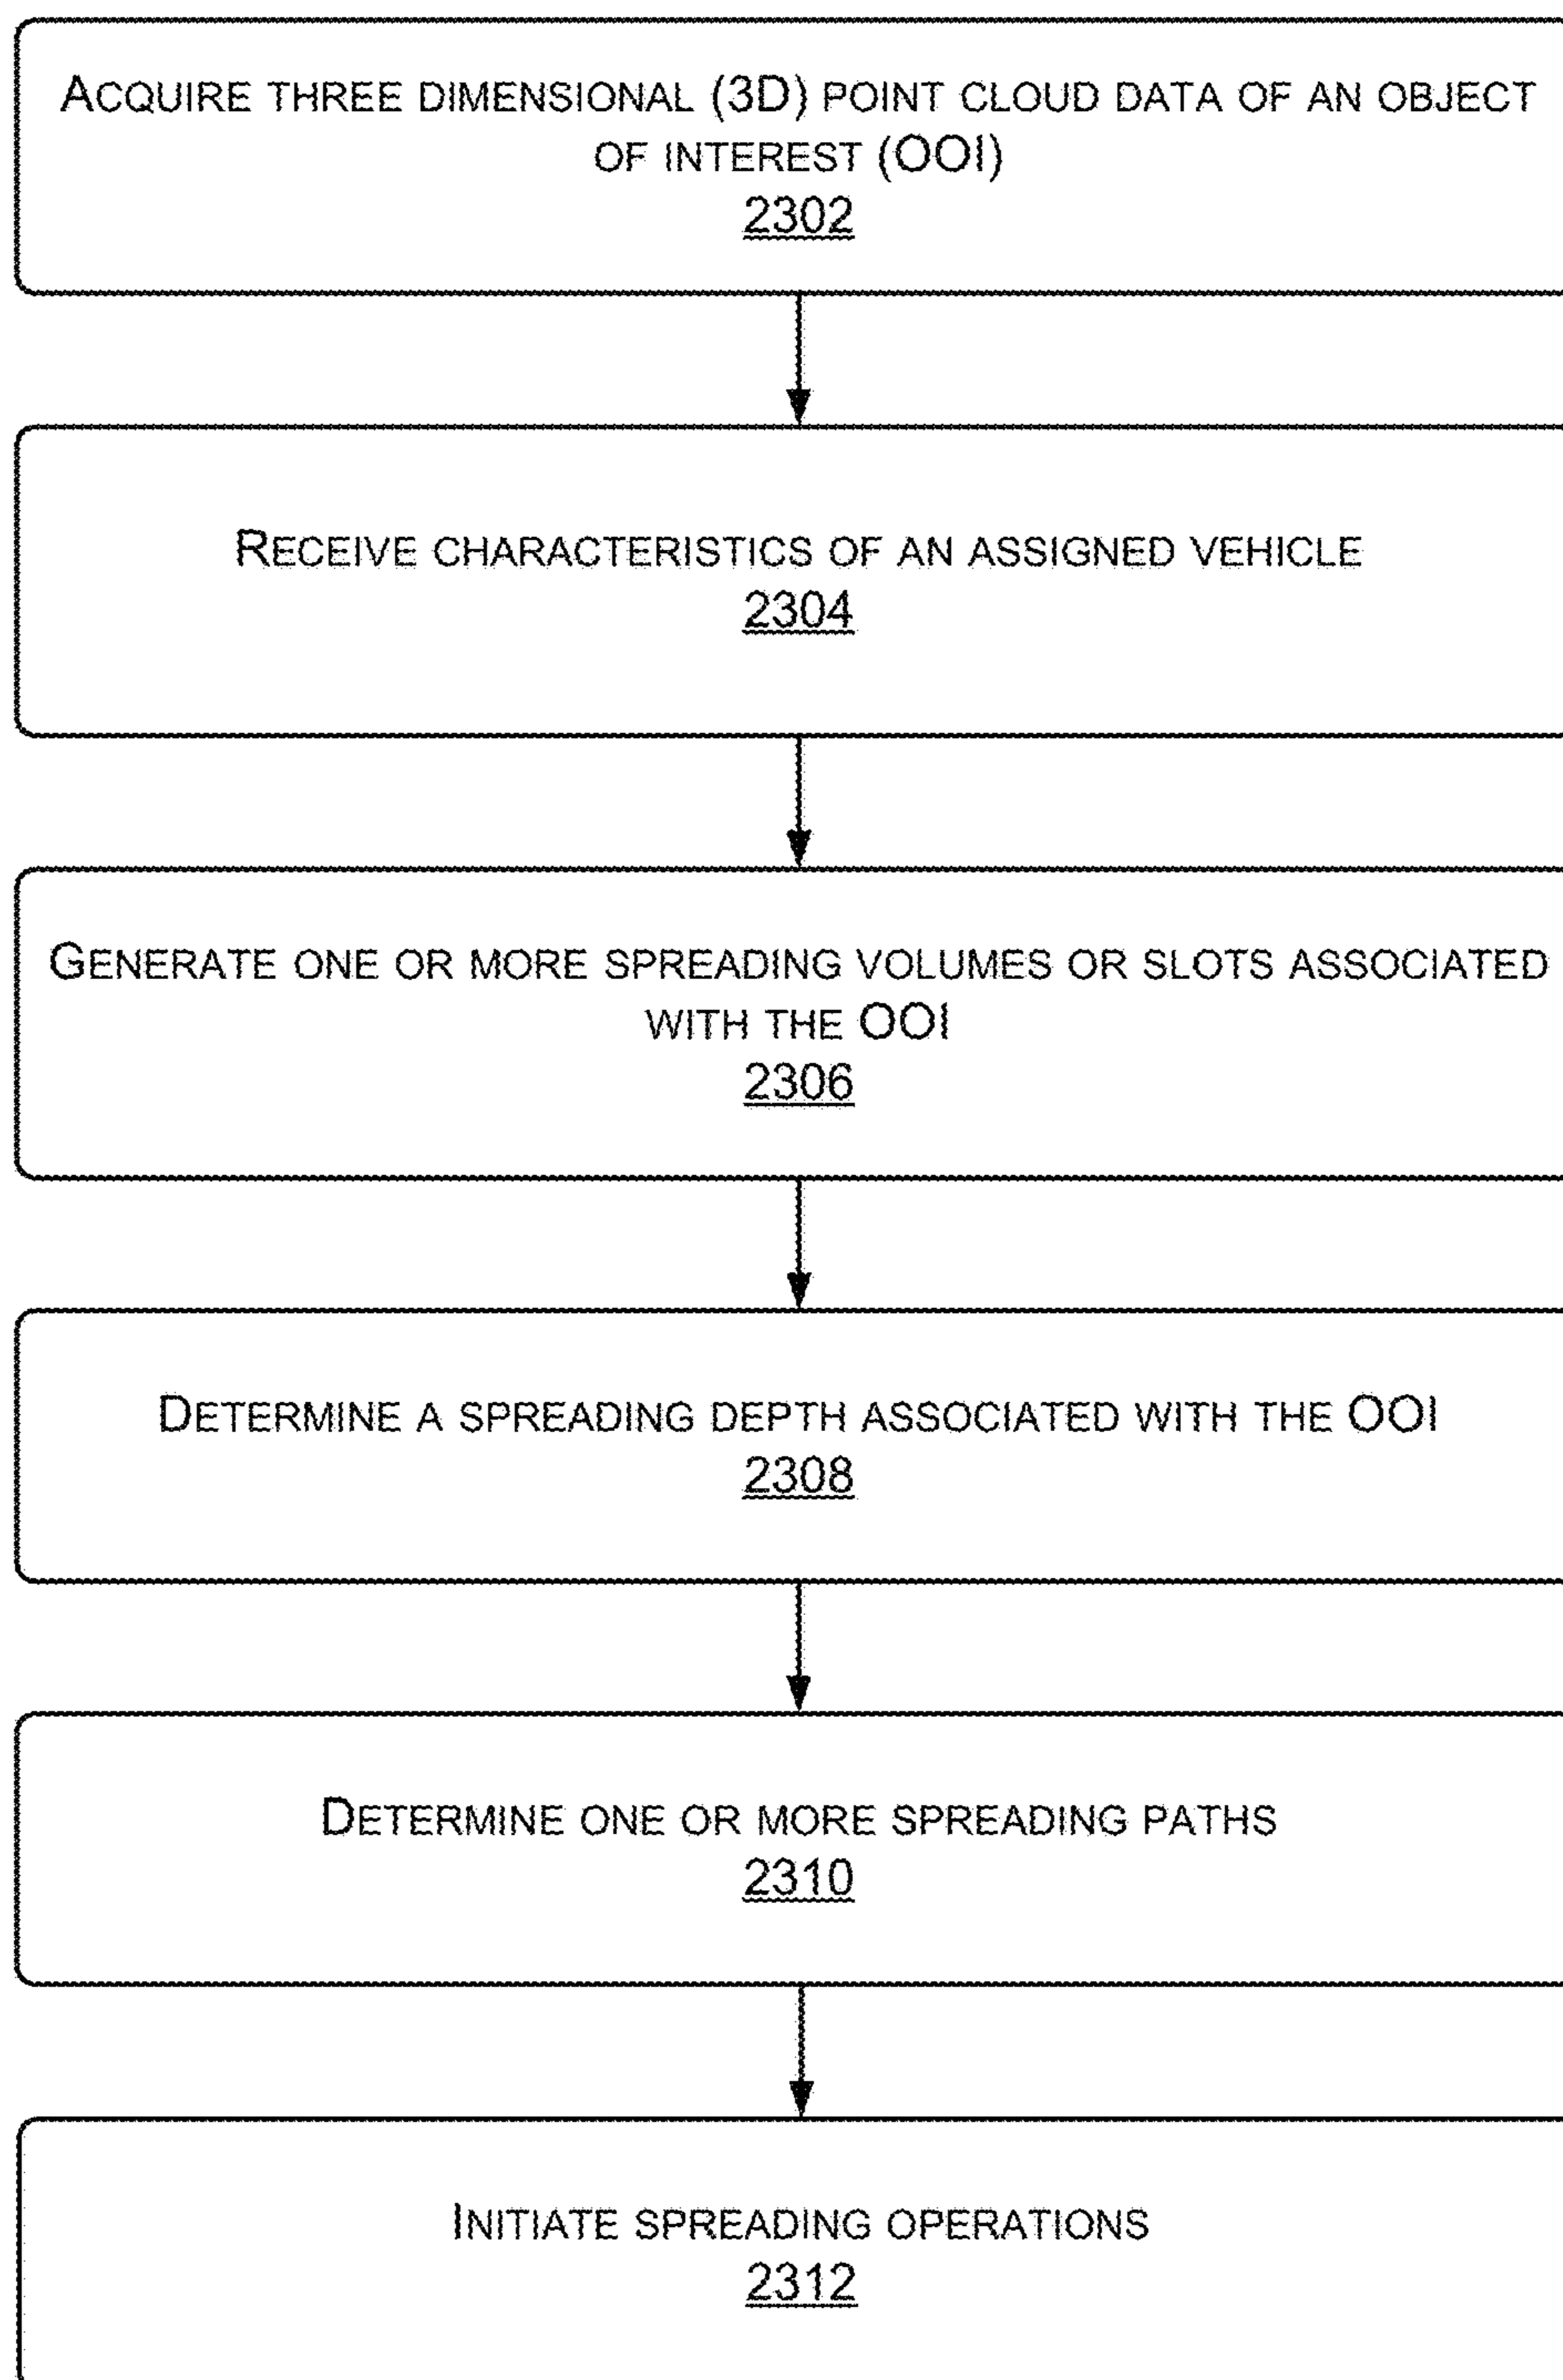 ACQUIRE THREE DIMENSIONAL (3D) POINT CLOUD DATA OF AN OBJECT
OF INTEREST (OOI)
2302
RECEIVE CHARACTERISTICS OF AN ASSIGNED VEHICLE
2304
GENERATE ONE OR MORE SPREADING VOLUMES OR SLOTS ASSOCIATED
WITH THE OOI
2306
DETERMINE A SPREADING DEPTH ASSOCIATED WITH THE OOI
2308
DETERMINE ONE OR MORE SPREADING PATHS
2310
INITIATE SPREADING OPERATIONS
2312